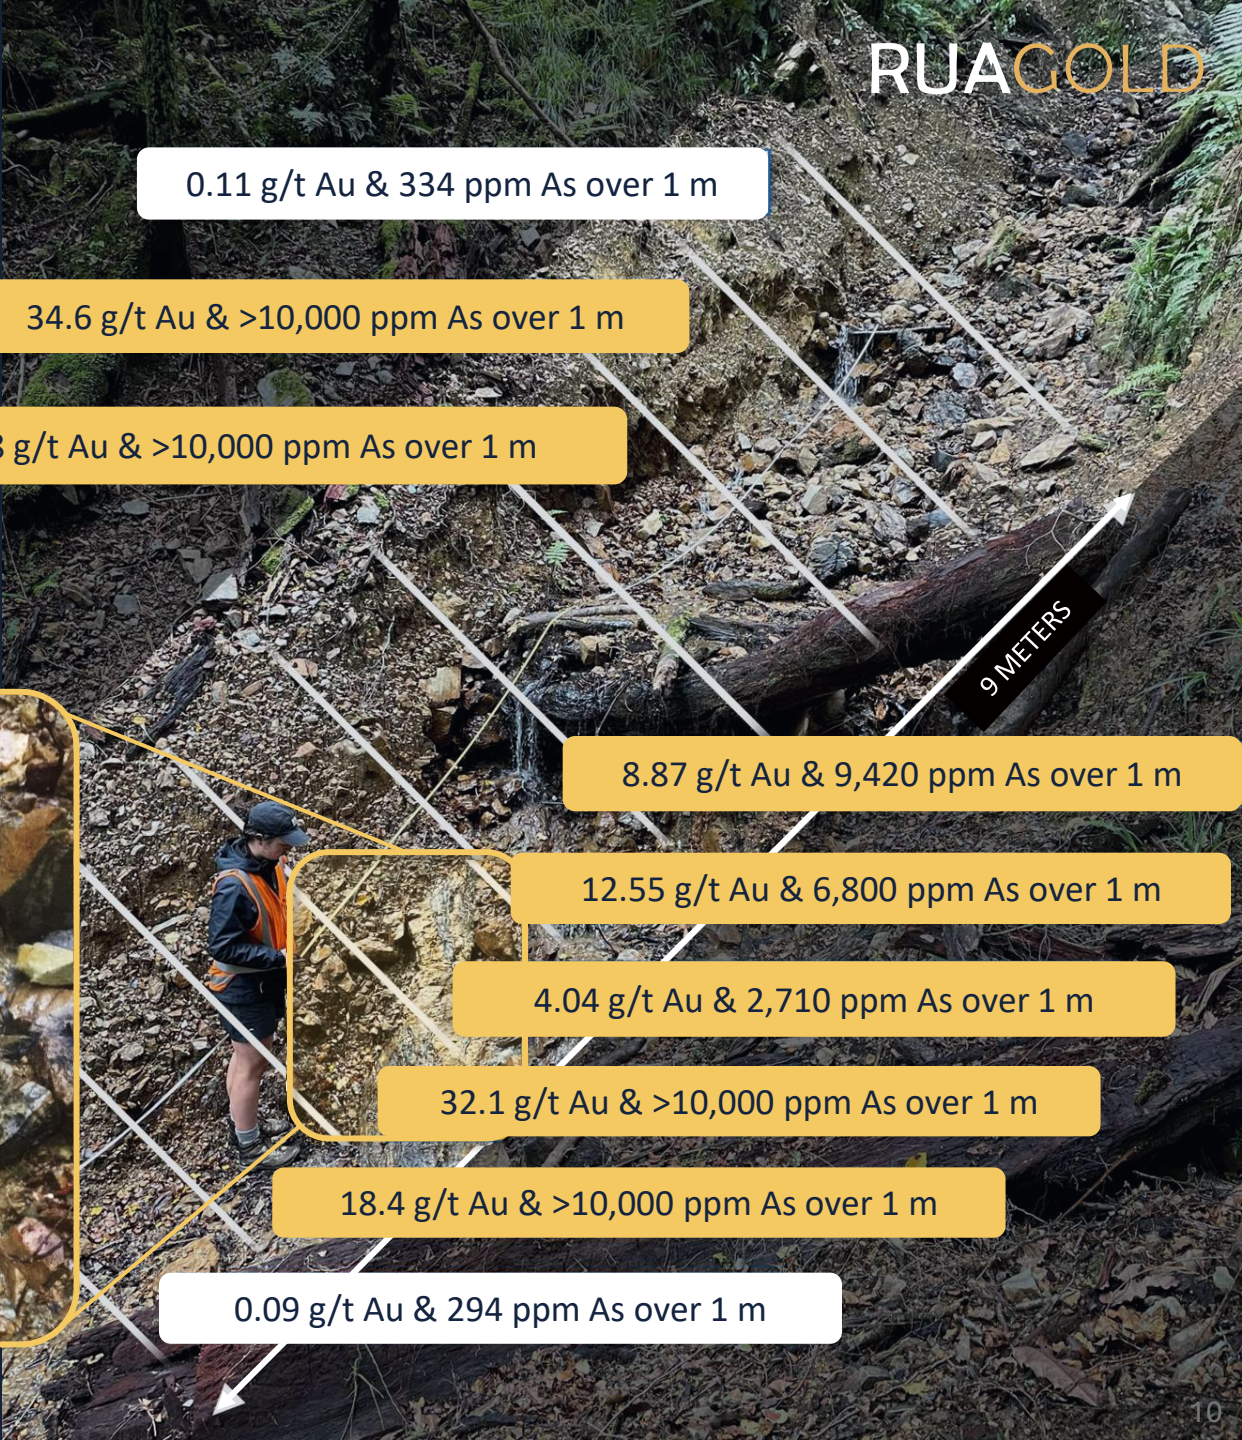 RUAGOLD
0.11 g/t Au & 334 ppm As over 1 m
34.6 g/t Au & >10,000 ppm As over 1 m
g/t Au & >10,000 ppm As over 1 m
9 METERS
8.87 g/t Au & 9,420 ppm As over 1 m
12.55 g/t Au & 6,800 ppm As over 1 m
4.04 g/t Au & 2,710 ppm As over 1 m
32.1 g/t Au & >10,000 ppm As over 1 m
18.4 g/t Au & >10,000 ppm As over 1 m
0.09 g/t Au & 294 ppm As over 1 m
10